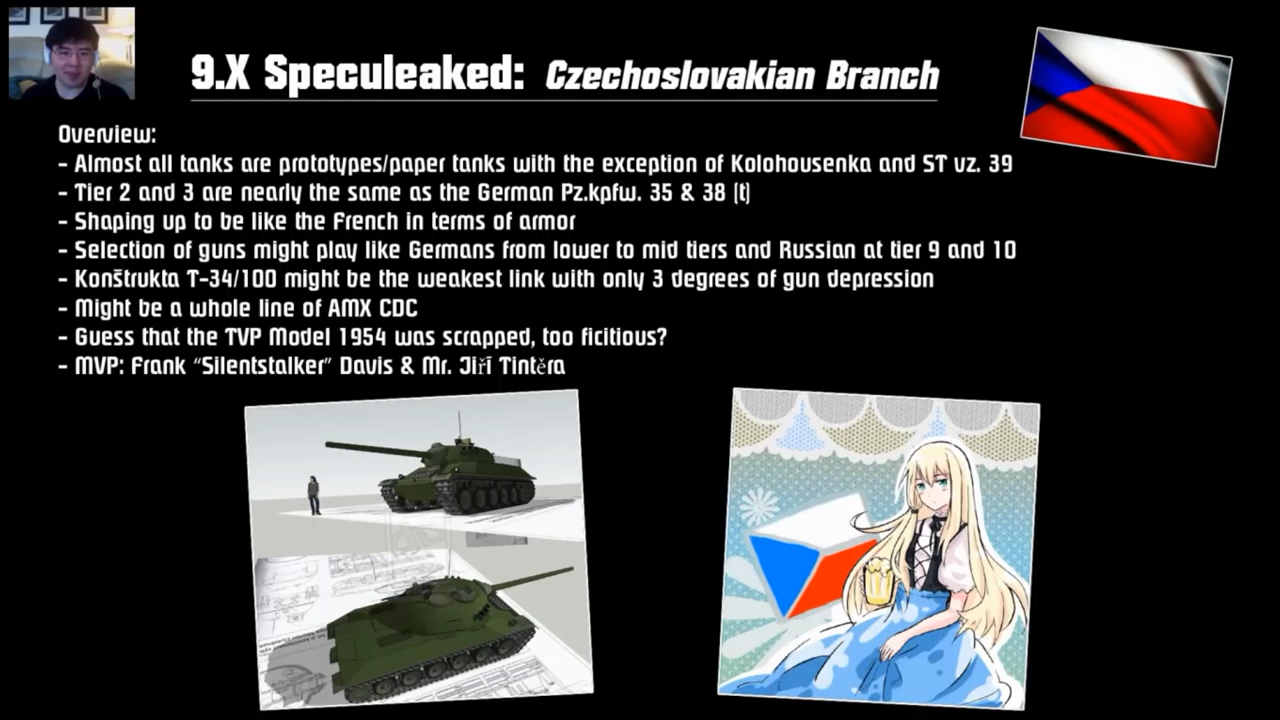 9.X Speculeaked: Czechoslovakian Branch
Overview:
- Almost all tanks are prototypes/paper tanks with the exception of Kolohousenka and ST vz. 39
- Tier 2 and 3 are nearly the same as the German Pz.kpfw. 35 & 38 (t)
- Shaping up to be like the French in terms of armor
- Selection of guns might play like Germans from lower to mid tiers and Russian at tier 9 and 10
- Konštrukta T-34/100 might be the weakest link with only 3 degrees of gun depression
- Might be a whole line of AMX CDC
- Guess that the TVP Model 1954 was scrapped, too ficitious?
- MVP: Frank “Silentstalker” Davis & Mr. Jiří Tintěra